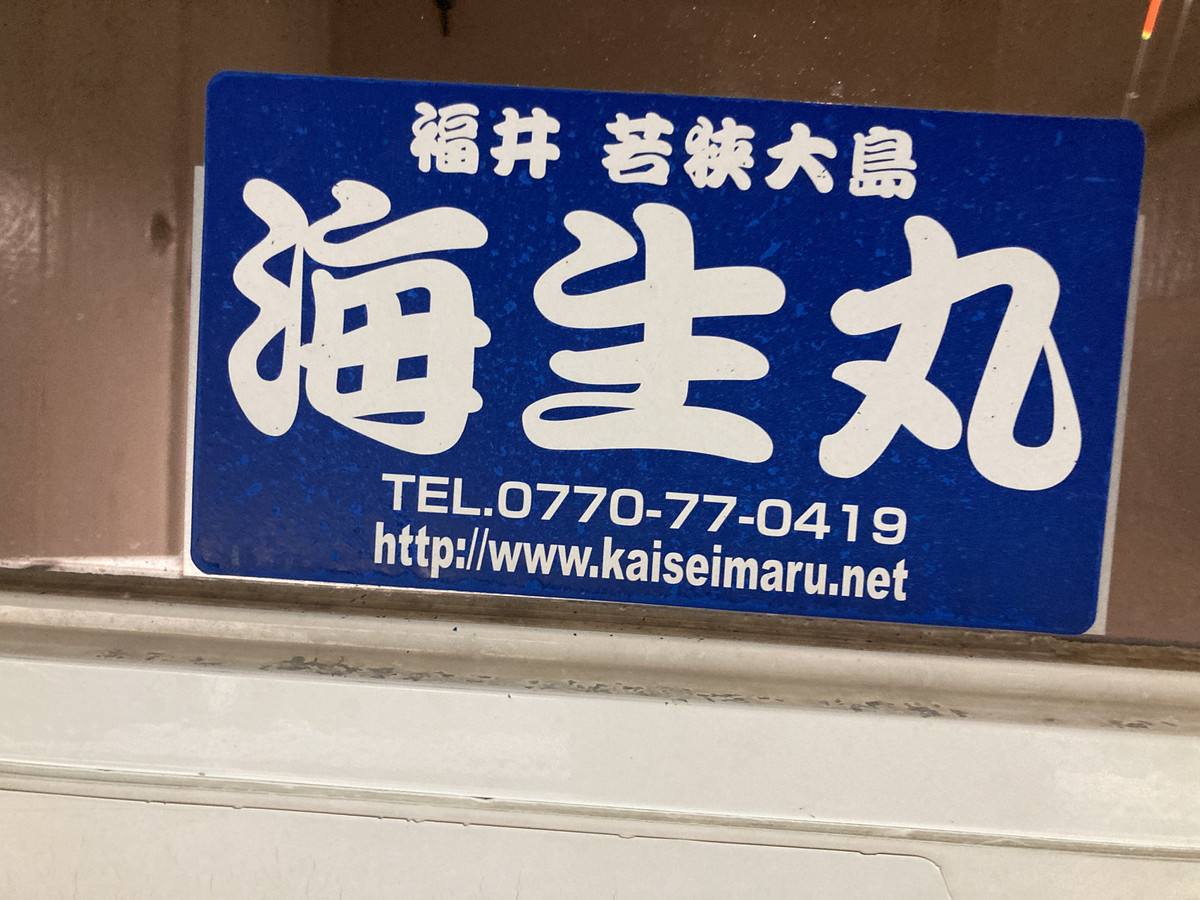 福井 若狭大島
海生丸
TEL.0770-77-0419
http://www.kaiseimaru.net